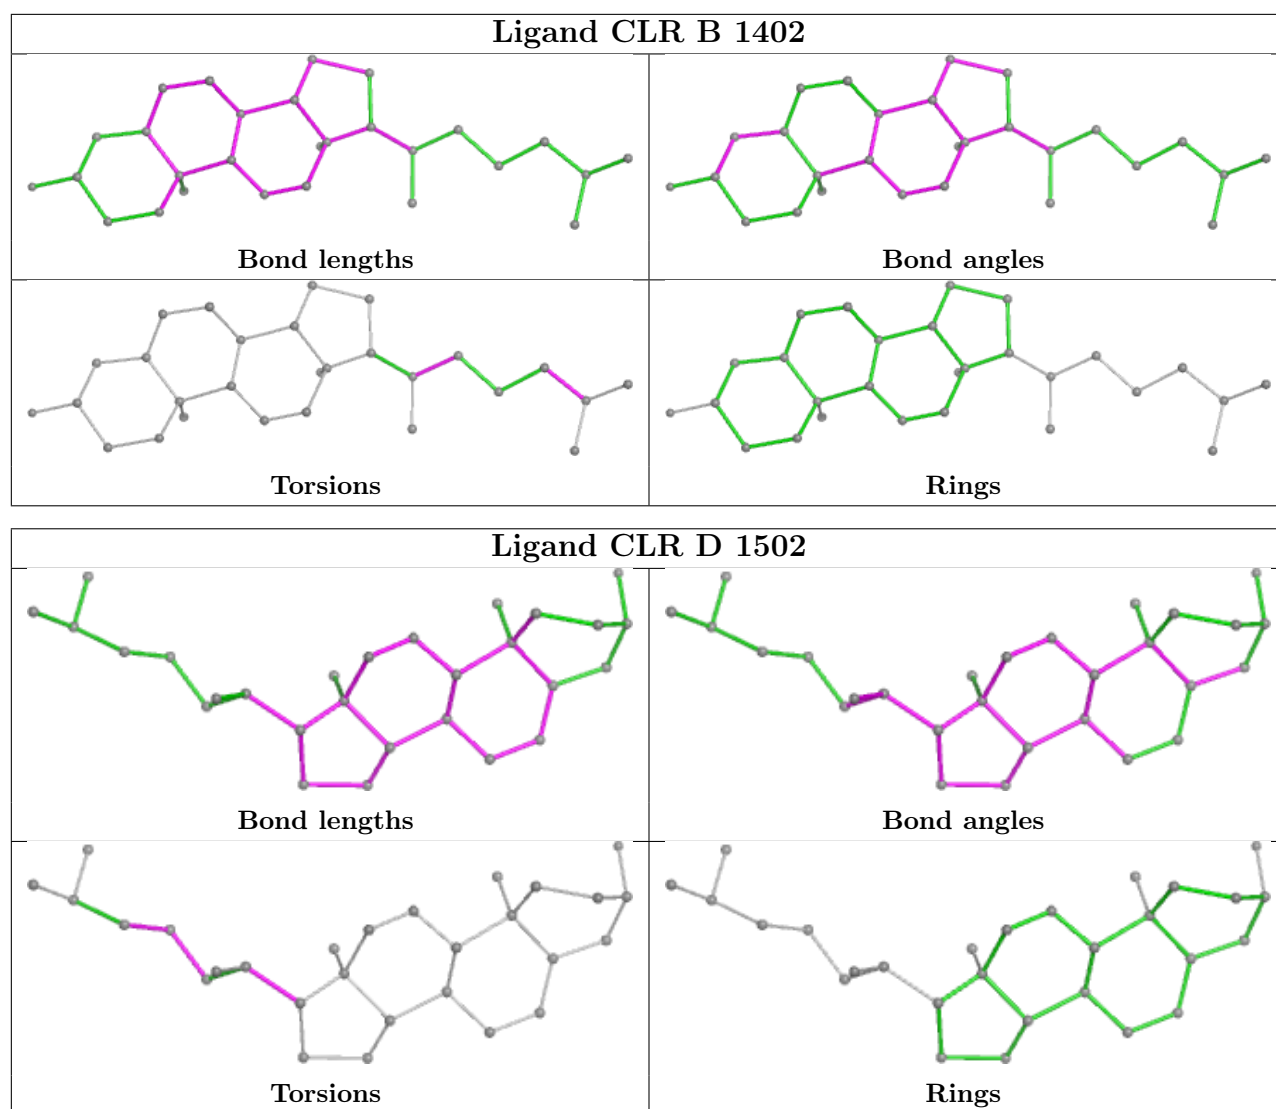 Ligand CLR B 1402
Bond lengths
Bond angles
Torsions
Rings
Ligand CLR D 1502
Bond lengths
Bond angles
Torsions
Rings